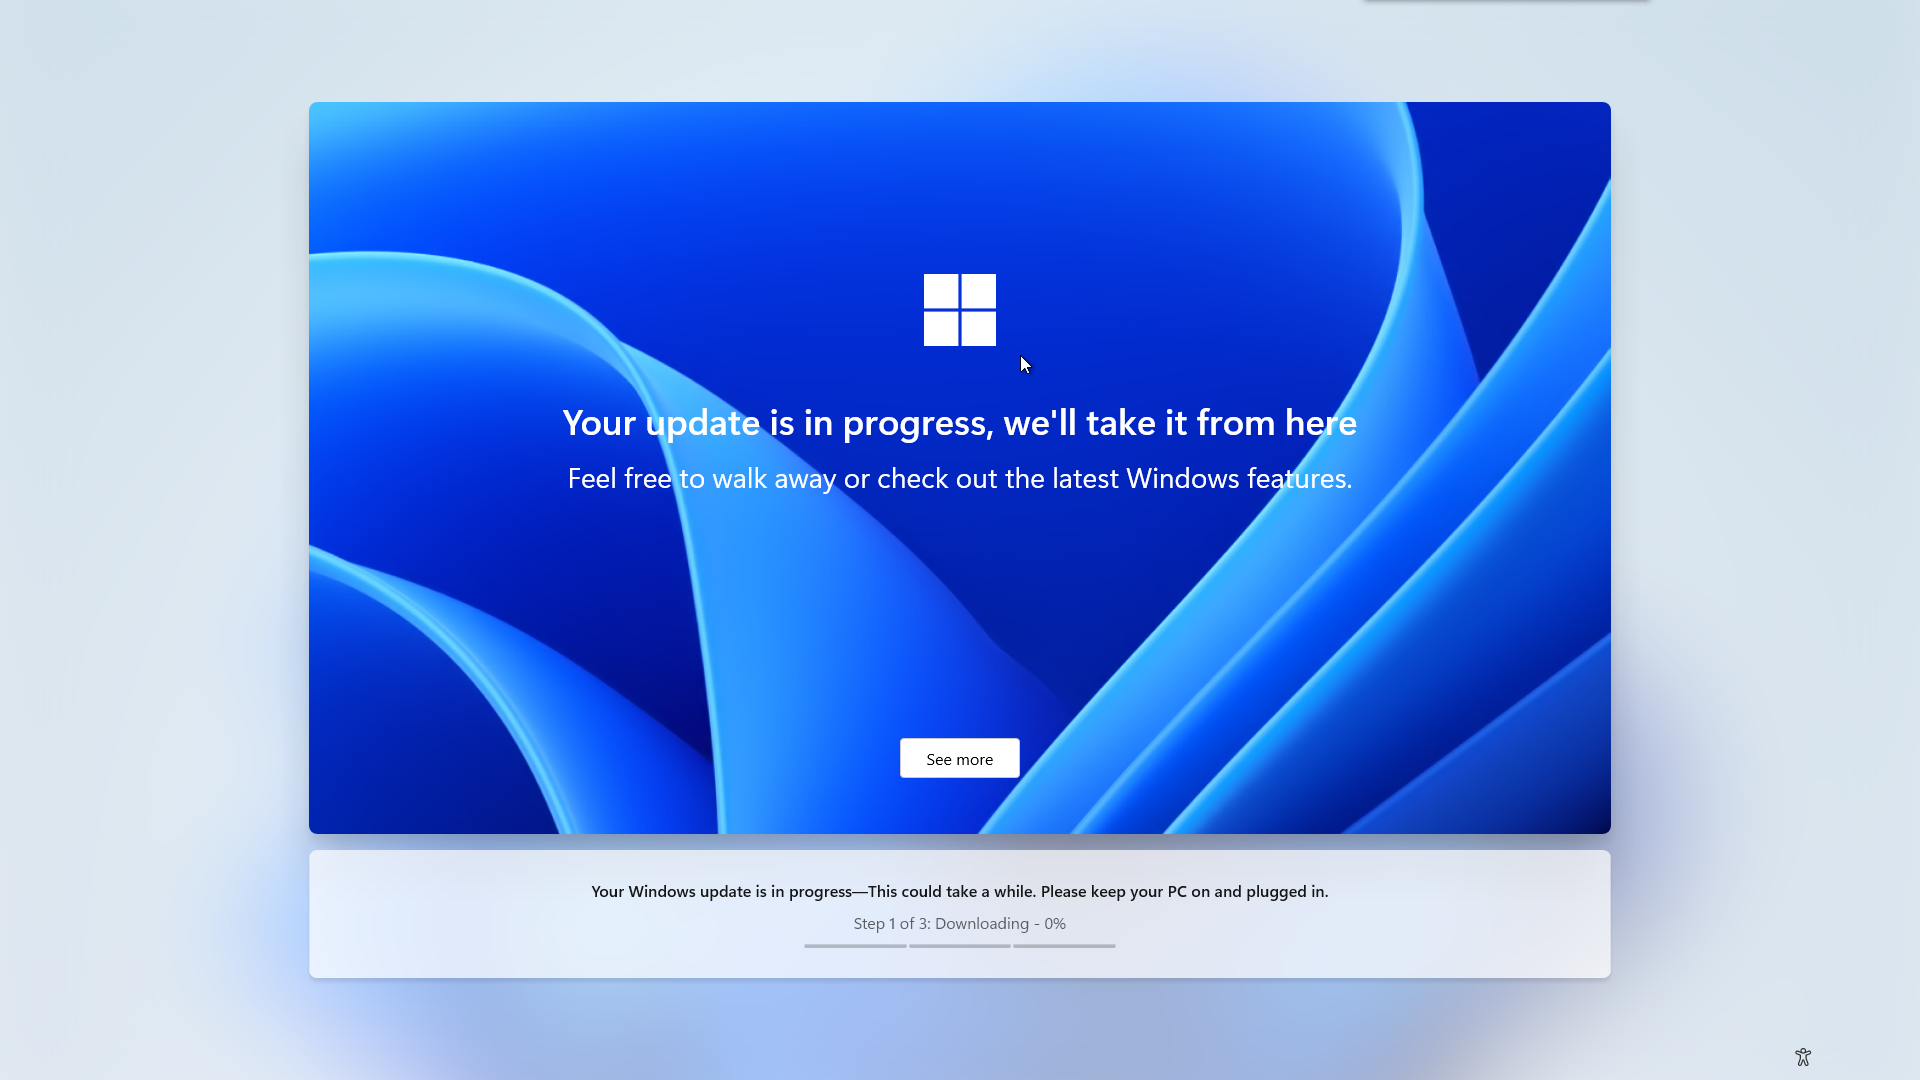 Your update is in progress, we'll take it from here
Feel free to walk away or check out the latest Windows features.
See more
Your Windows update is in progress—This could take a while. Please keep your PC on and plugged in.
Step 1 of 3: Downloading - 0%